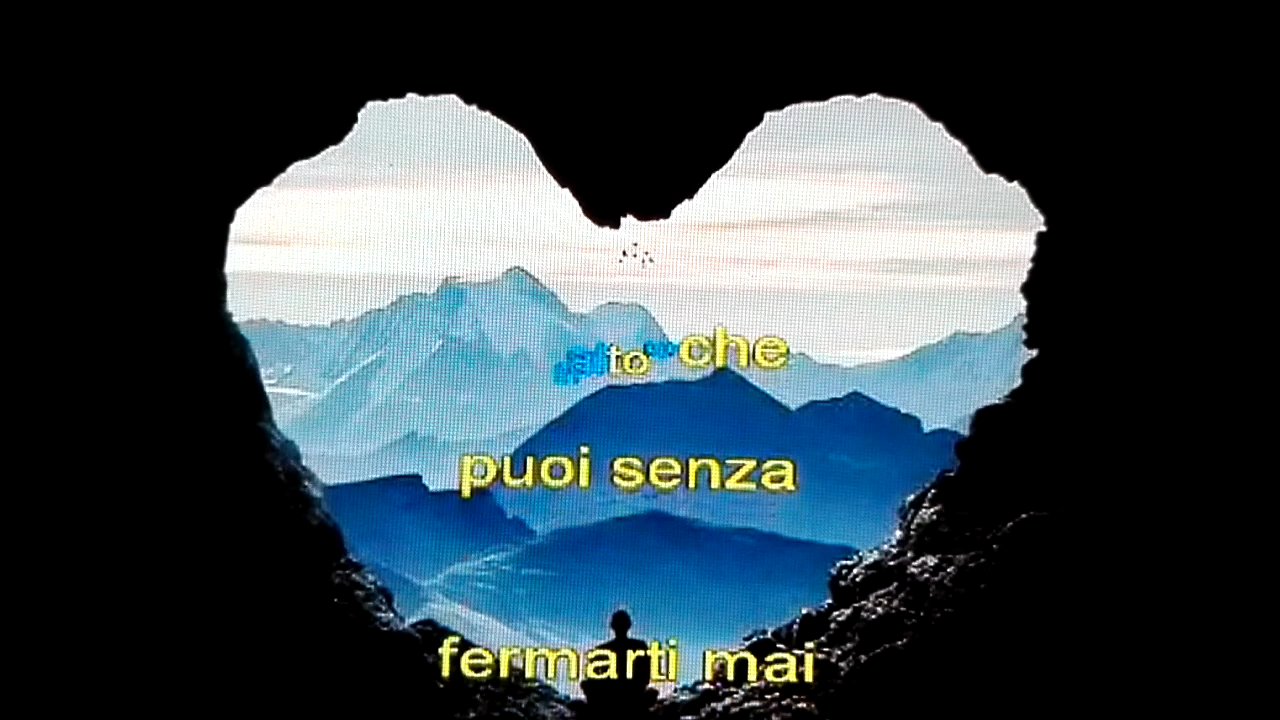 to che
puoi senza
fermarti mai